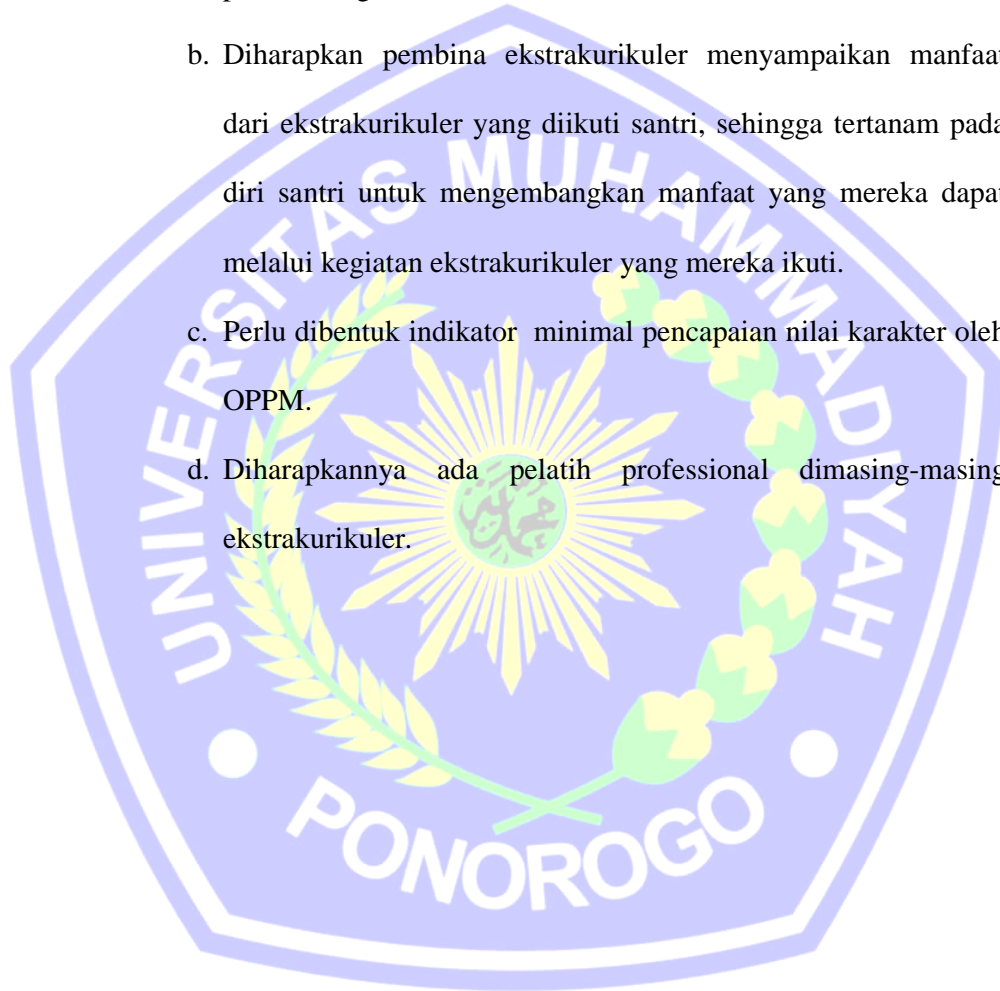 b. Diharapkan pembina ekstrakurikuler menyampaikan manfaat
dari ekstrakurikuler yang diikuti santri, sehingga tertanam pada
diri santri untuk mengembangkan manfaat yang mereka dapat
melalui kegiatan ekstrakurikuler yang mereka ikuti.
c. Perlu dibentuk indikator  minimal pencapaian nilai karakter oleh
OPPM.
d. Diharapkannya ada pelatih professional dimasing-masing
ekstrakurikuler.
UNIVERSITAS MUHAMMADIYAH
PONOROGO